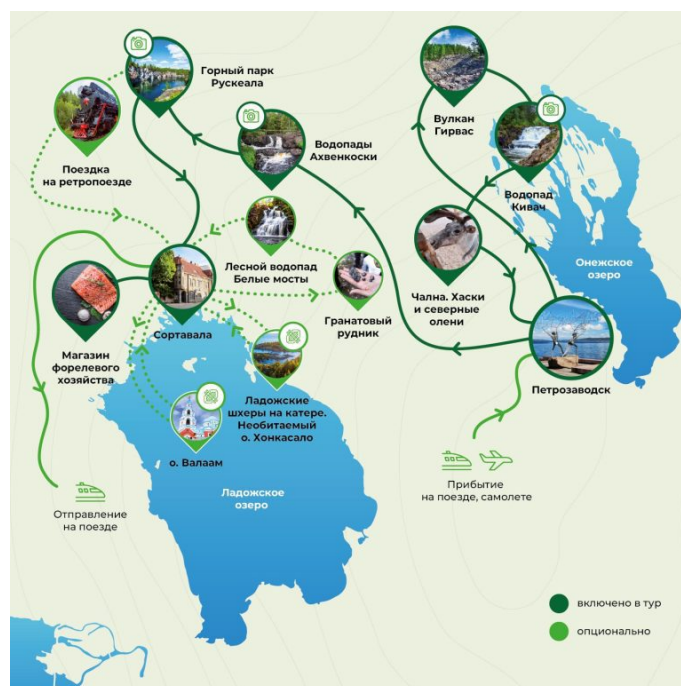 Горный парк
Рускеала
Поездка
на ретропоезде
Водопады
Ахвенкоски
Вулкан
Гирвас
Водопад
Кивач
Онежское
озеро
Лесной водопад
Белые мосты
Чална. Хаски
и северные
олени
Гранатовый
рудник
Сортавала
Магазин
форелевого
хозяйства
Петрозаводск
Ладожские
шхеры на катере.
Необитаемый
о. Хонкасало
о. Валаам
Прибытие
на поезде, самолете
Ладожское
озеро
Отправление
на поезде
включено в тур
опционально